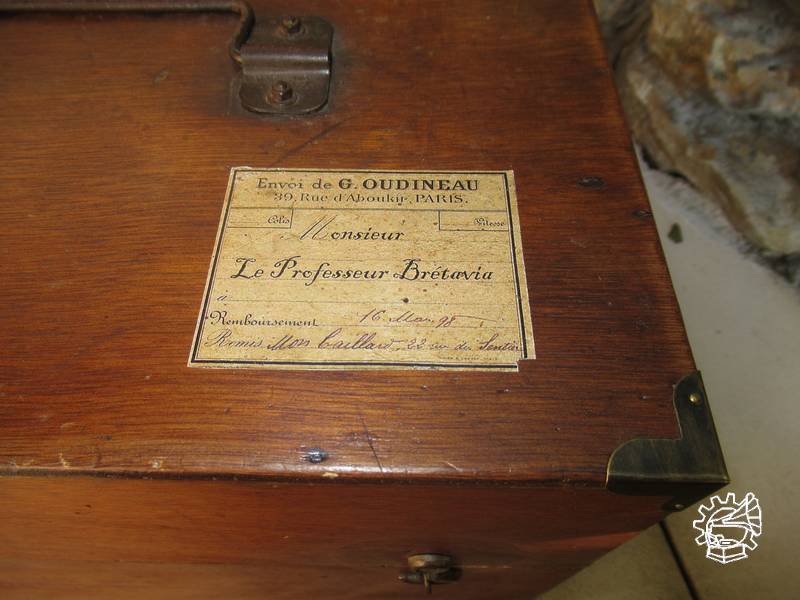 Envoi de G. OUDINEAU
39, Rue d'Aboukir, PARIS.
Colis
Vitesse
Monsieur
Le Professeur Brétavia
à
Remboursement 16 Mar. 98
Remis Mon Caillard, 22 rue du Sentier